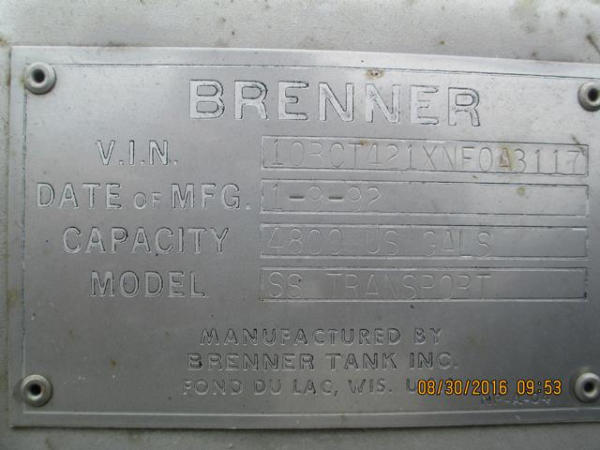 BRENNER
V.I.N. 10BCT421XNF0A3117
DATE OF MFG. 1-9-92
CAPACITY 4800 US GALS
MODEL SS TRANSPORT
MANUFACTURED BY
BRENNER TANK INC.
FOND DU LAC, WIS.
08/30/2016 09:53